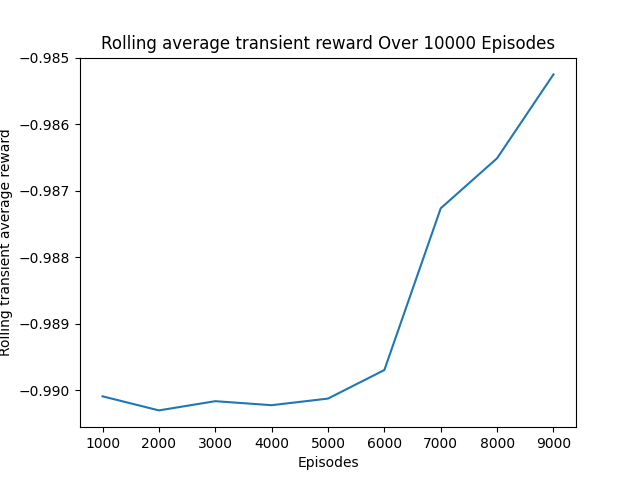 Rolling average transient reward Over 10000 Episodes
Rolling transient average reward
−0.985
−0.986
−0.987
−0.988
−0.989
−0.990
1000 2000 3000 4000 5000 6000 7000 8000 9000
Episodes